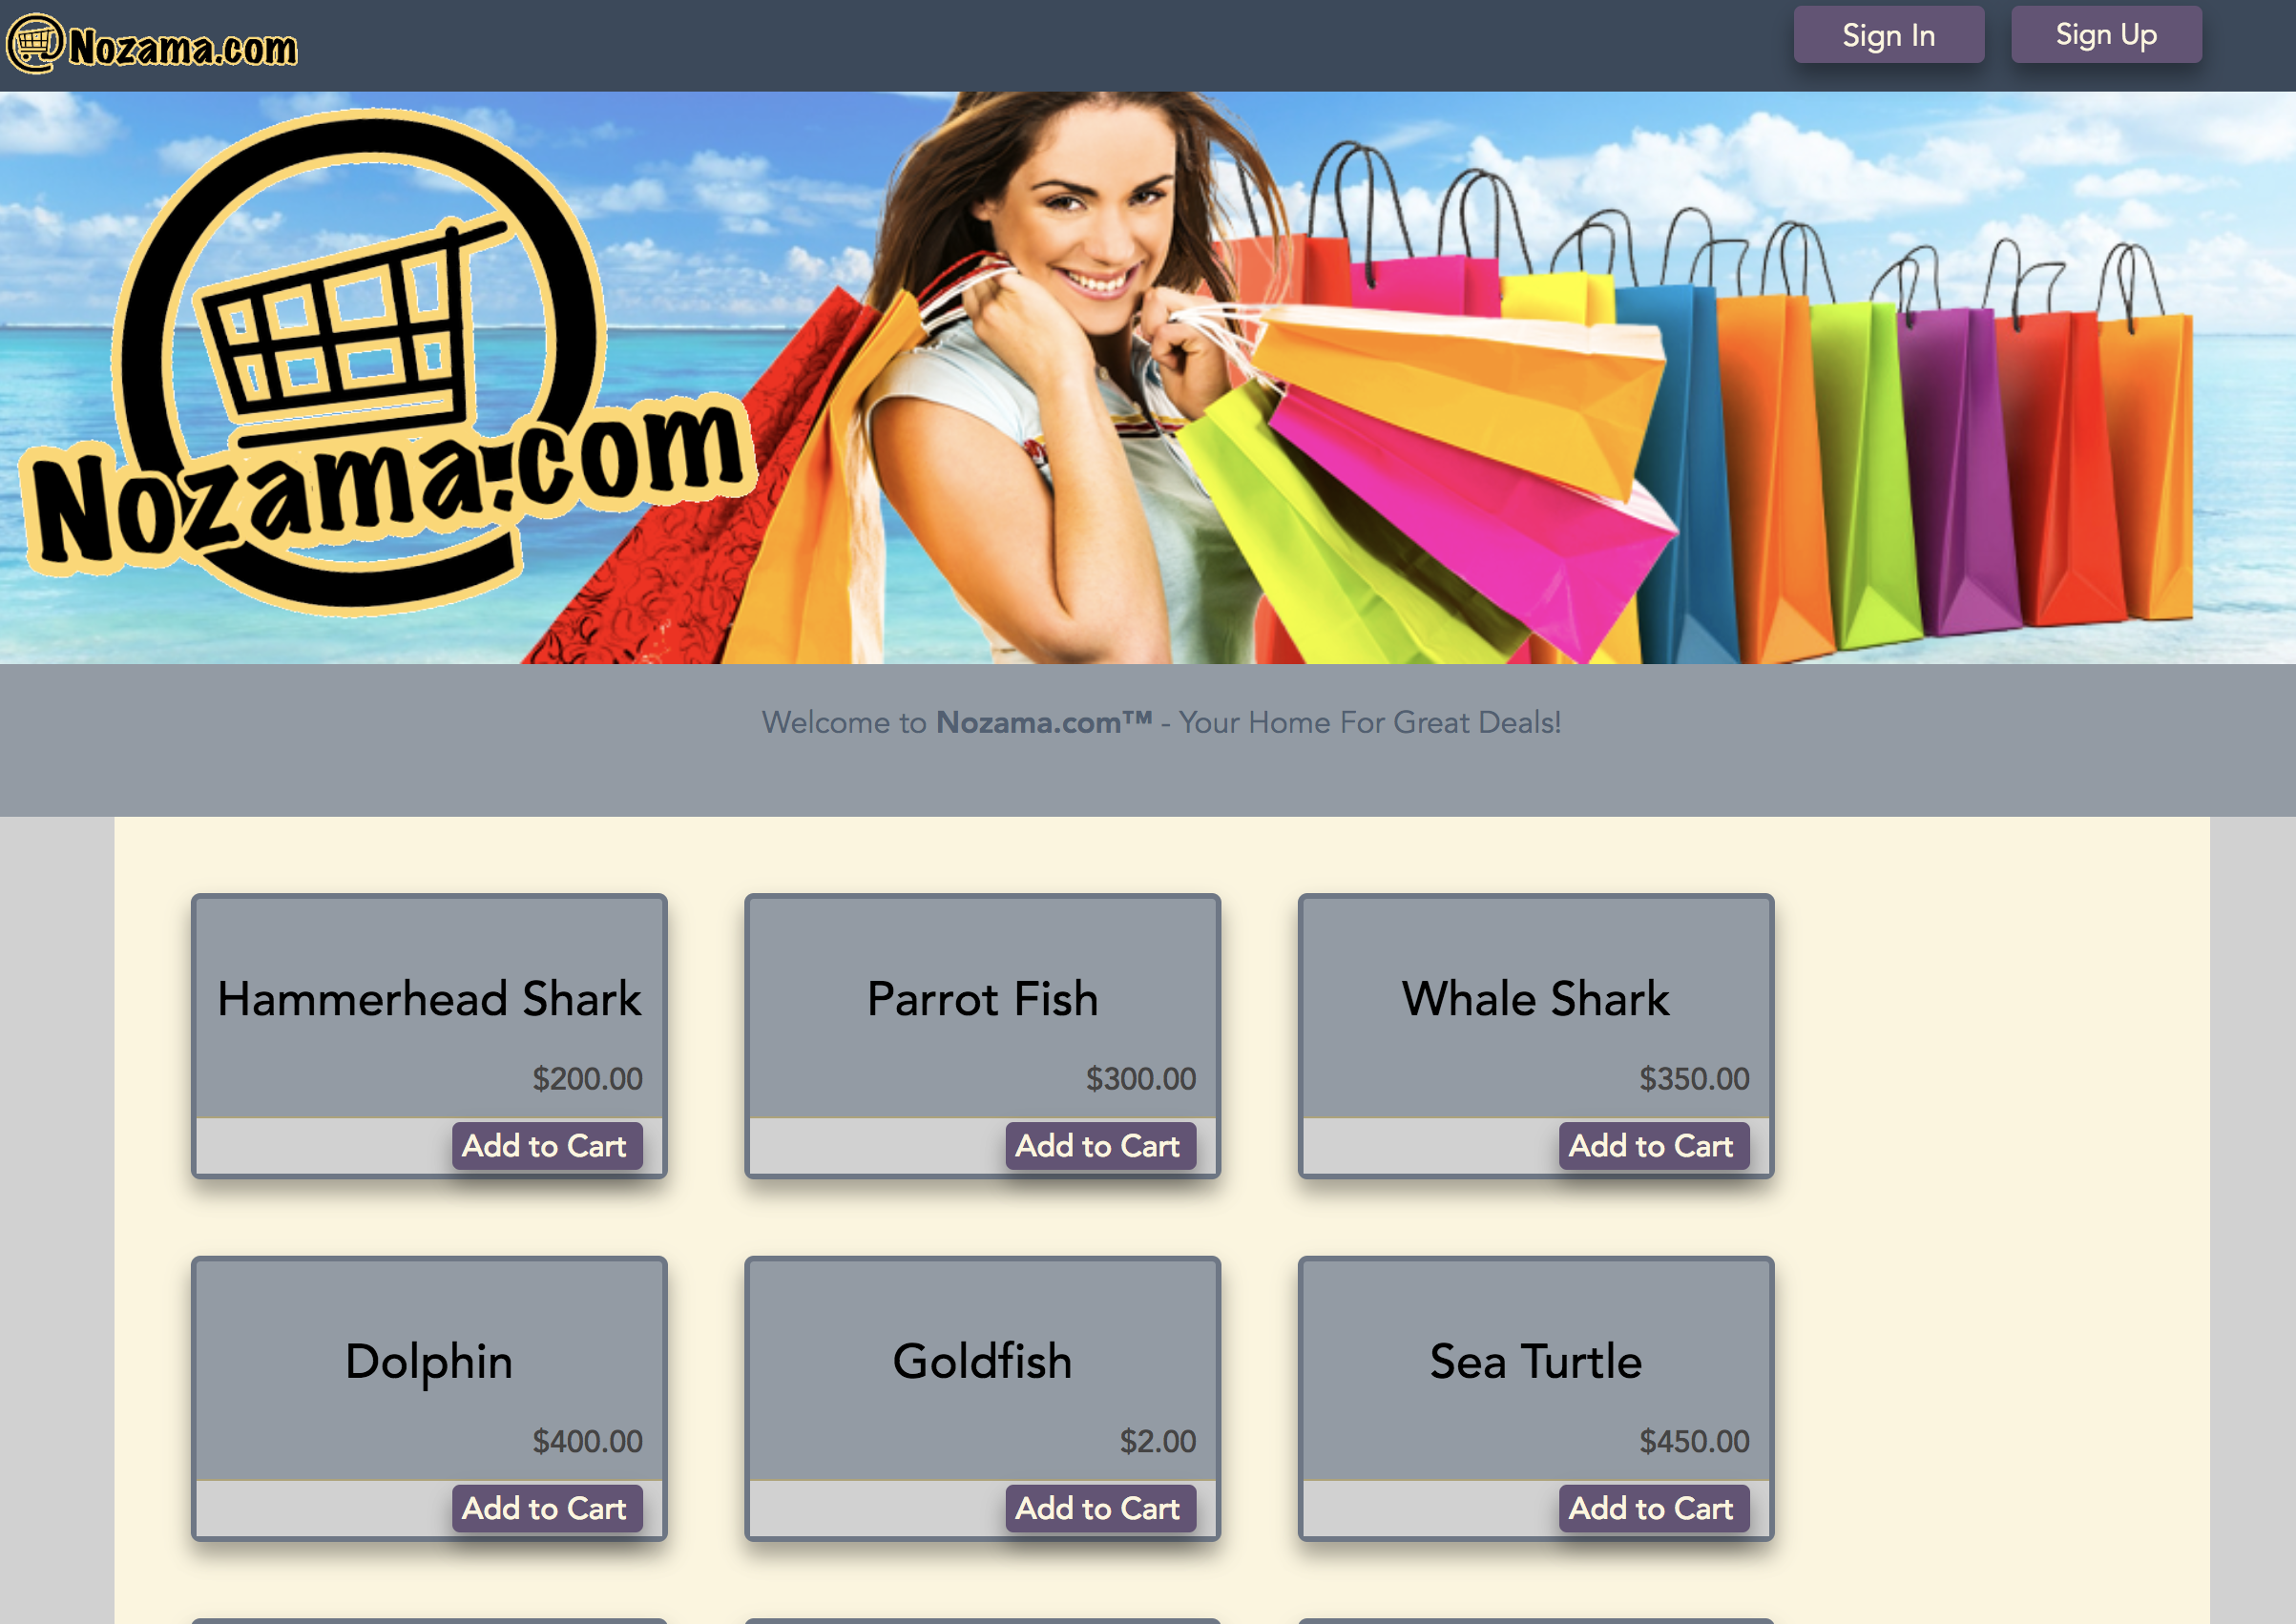 Nozama.com
Sign In
Sign Up
Nozama.com
Welcome to Nozama.com™ - Your Home For Great Deals!
Hammerhead Shark
$200.00
Add to Cart
Parrot Fish
$300.00
Add to Cart
Whale Shark
$350.00
Add to Cart
Dolphin
$400.00
Add to Cart
Goldfish
$2.00
Add to Cart
Sea Turtle
$450.00
Add to Cart